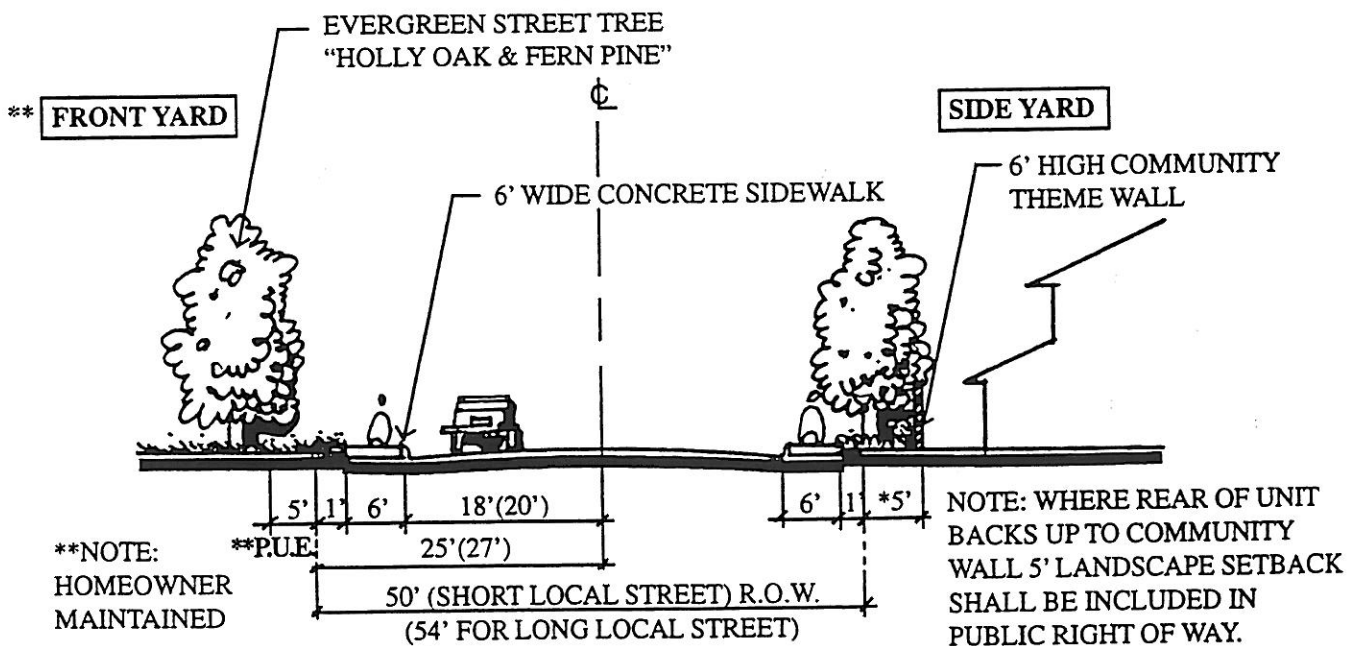 EVERGREEN STREET TREE
“HOLLY OAK & FERN PINE”
℄
** FRONT YARD
SIDE YARD
6’ HIGH COMMUNITY
THEME WALL
6’ WIDE CONCRETE SIDEWALK
5’ 1’ 6’ 18’(20’) 6’ 1’ *5’
**P.U.E.
25’(27’)
50’ (SHORT LOCAL STREET) R.O.W.
(54’ FOR LONG LOCAL STREET)
**NOTE:
HOMEOWNER
MAINTAINED
NOTE: WHERE REAR OF UNIT
BACKS UP TO COMMUNITY
WALL 5’ LANDSCAPE SETBACK
SHALL BE INCLUDED IN
PUBLIC RIGHT OF WAY.